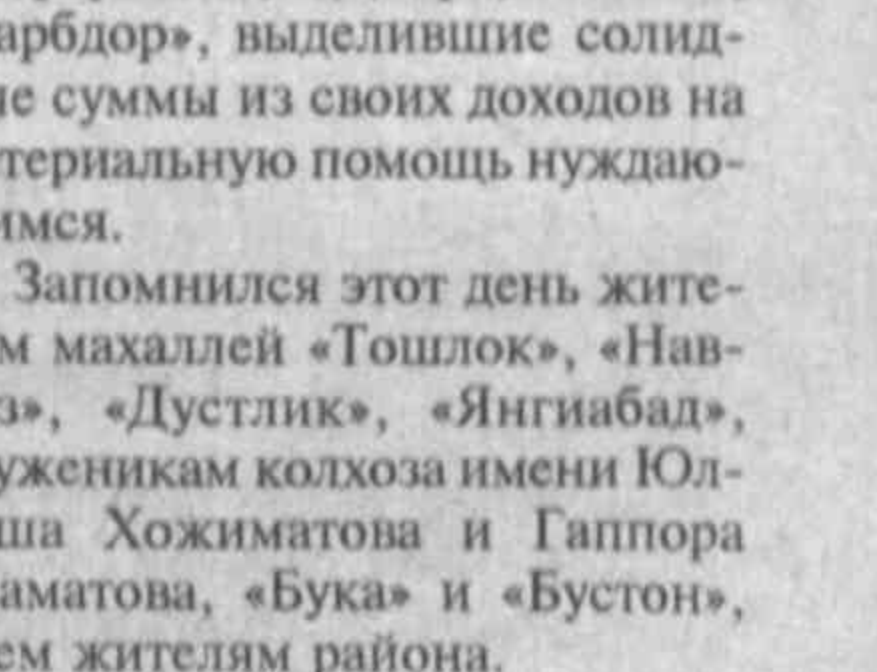 арбдор», выделившие солид-
ые суммы из своих доходов на
териальную помощь нуждаю-
имся.
Запомнился этот день жите-
м махаллей «Тошлок», «Нав-
з», «Дустлик», «Янгиабад»,
уженикам колхоза имени Юл-
ша Хожиматова и Гаппора
аматова, «Бука» и «Бустон»,
ем жителям района.